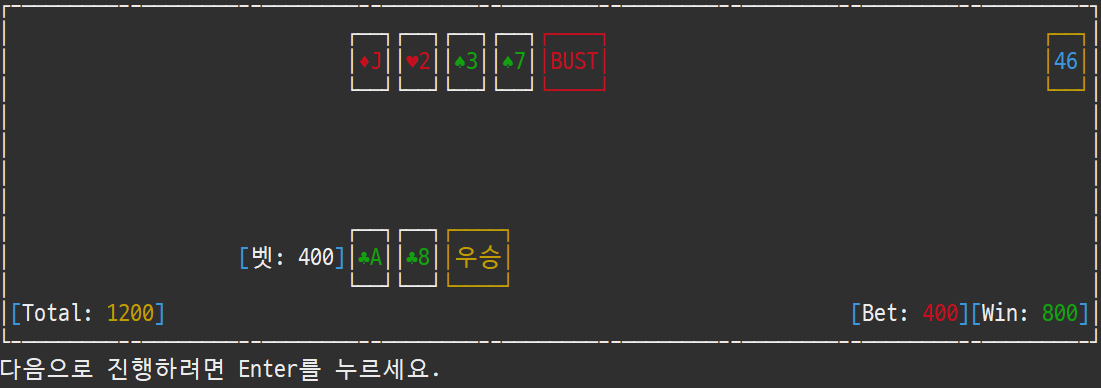 ♦J ♥2 ♠3 ♠7 BUST 46
[벳: 400] ♣A ♣8 우승
[Total: 1200] [Bet: 400][Win: 800]
다음으로 진행하려면 Enter를 누르세요.